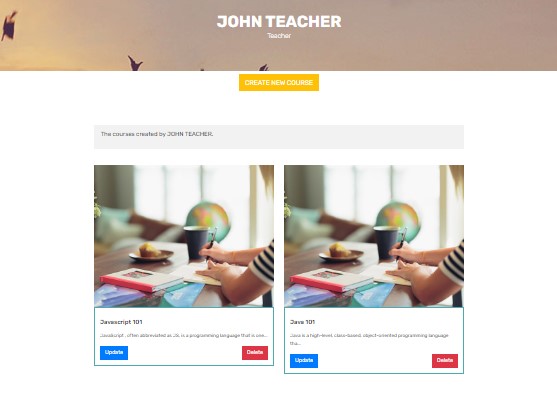 JOHN TEACHER
Teacher
CREATE NEW COURSE
The courses created by JOHN TEACHER.
Javascript 101
JavaScript , often abbreviated as JS, is a programming language that is one...
Update
Delete
Java 101
Java is a high-level, class-based, object-oriented programming language
tha...
Update
Delete